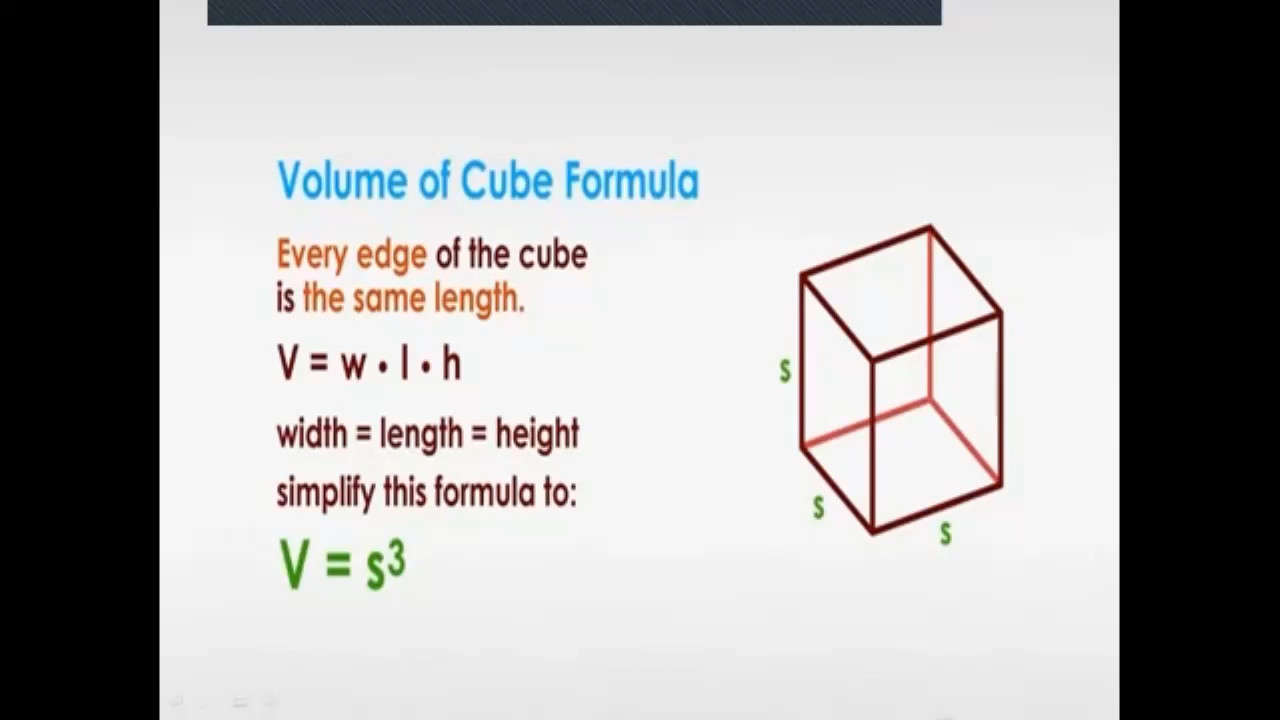 Volume of Cube Formula
Every edge of the cube
is the same length.
V = w • l • h
width = length = height
simplify this formula to:
V = s³
s
s
s